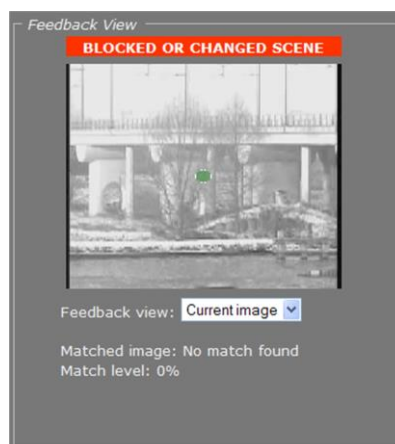 Feedback View
BLOCKED OR CHANGED SCENE
Feedback view: Current image
Matched image: No match found
Match level: 0%